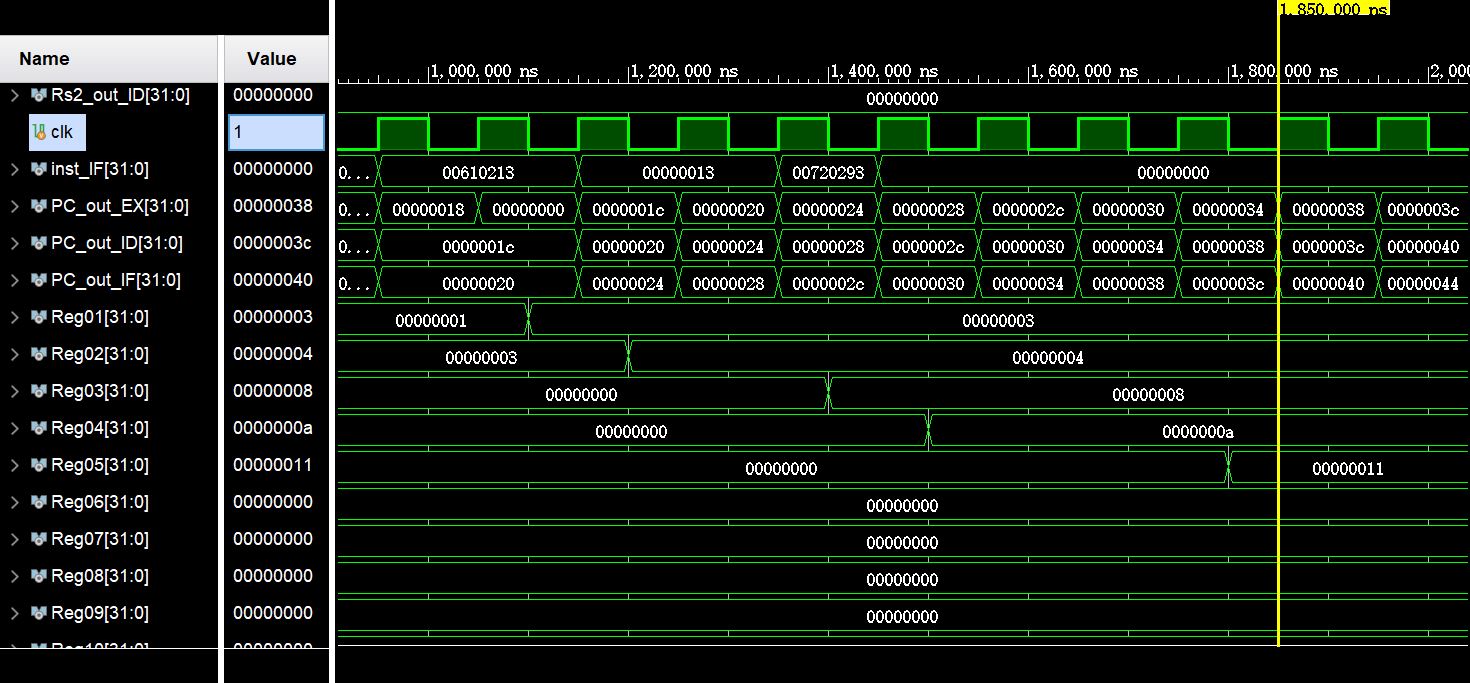 1,850.000 ns
Name Value
1,000.000 ns 1,200.000 ns 1,400.000 ns 1,600.000 ns 1,800.000 ns 2,000
Rs2_out_ID[31:0] 00000000 00000000
clk 1
inst_IF[31:0] 00000000 0... 00610213 00000013 00720293 00000000
PC_out_EX[31:0] 00000038 0... 00000018 00000000 0000001c 00000020 00000024 00000028 0000002c 00000030 00000034 00000038 0000003c
PC_out_ID[31:0] 0000003c 0... 0000001c 00000020 00000024 00000028 0000002c 00000030 00000034 00000038 0000003c 00000040
PC_out_IF[31:0] 00000040 0... 00000020 00000024 00000028 0000002c 00000030 00000034 00000038 0000003c 00000040 00000044
Reg01[31:0] 00000003 00000001 00000003
Reg02[31:0] 00000004 00000003 00000004
Reg03[31:0] 00000008 00000000 00000008
Reg04[31:0] 0000000a 00000000 0000000a
Reg05[31:0] 00000011 00000000 00000011
Reg06[31:0] 00000000 00000000
Reg07[31:0] 00000000 00000000
Reg08[31:0] 00000000 00000000
Reg09[31:0] 00000000 00000000